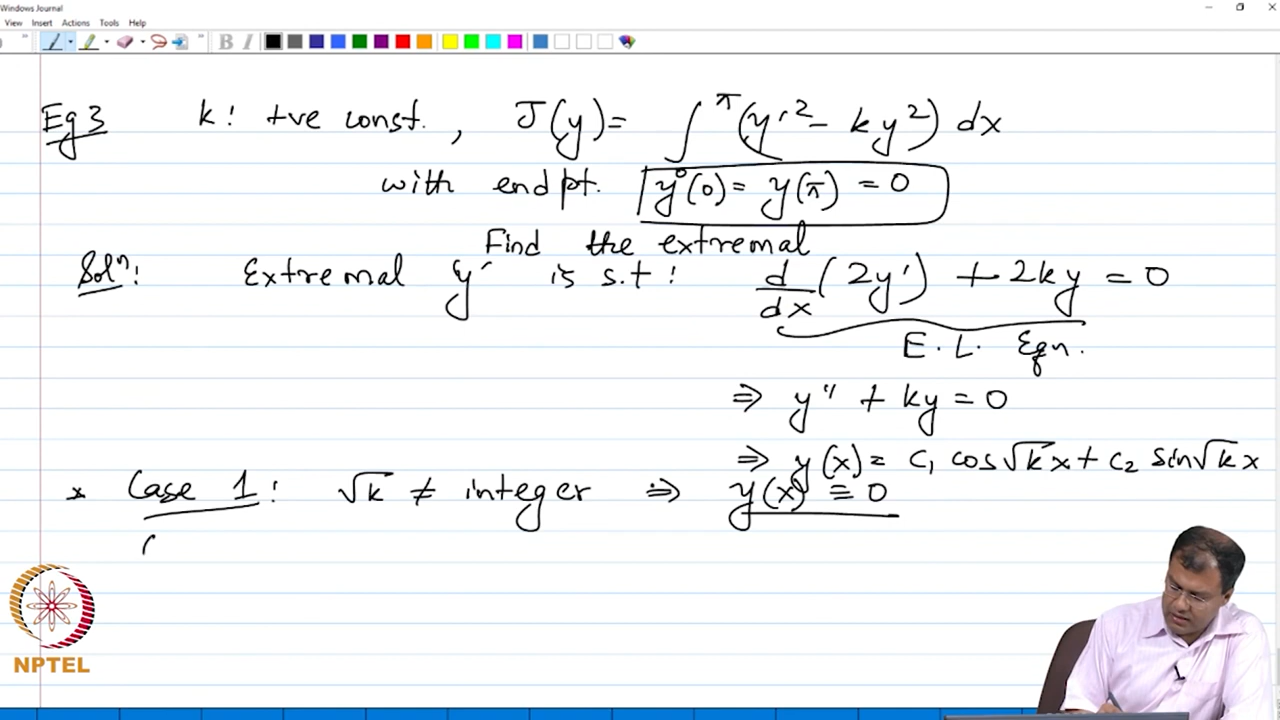 Windows Journal
View Insert Actions Tools Help
Eg 3 k: +ve const. , J(y) = ∫₀^π (y'² - ky²) dx
with end pt. y(0) = y(π) = 0
Find the extremal
Solⁿ: Extremal y is s.t: d/dx (2y') + 2ky = 0
E.L. Eqn.
⇒ y'' + ky = 0
⇒ y(x) = c₁ cos√k x + c₂ sin√k x
* Case 1: √k ≠ integer ⇒ y(x) ≡ 0
NPTEL